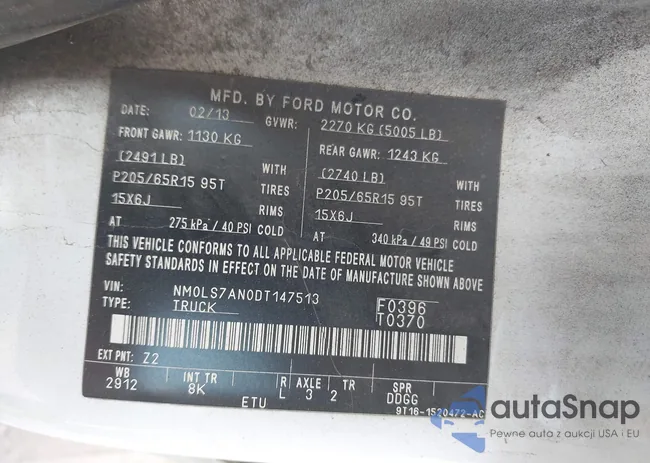 MFD. BY FORD MOTOR CO.
DATE: 02/13 GVWR: 2270 KG (5005 LB)
FRONT GAWR: 1130 KG REAR GAWR: 1243 KG
(2491 LB) WITH (2740 LB) WITH
P205/65R15 95T TIRES P205/65R15 95T TIRES
15X6J RIMS 15X6J RIMS
AT 275 kPa/ 40 PSI COLD AT 340 kPa/ 49 PSI COLD
THIS VEHICLE CONFORMS TO ALL APPLICABLE FEDERAL MOTOR VEHICLE
SAFETY STANDARDS IN EFFECT ON THE DATE OF MANUFACTURE SHOWN ABOVE
VIN: NM0LS7AN0DT147513 F0396
TYPE: TRUCK T0370
EXT PNT: Z2
WB INT TR R AXLE TR SPR
2912 8K L 3 2 DDGG
ETU 9T16-1520472-AC
autoSnap
Pewne auta z aukcji USA i EU